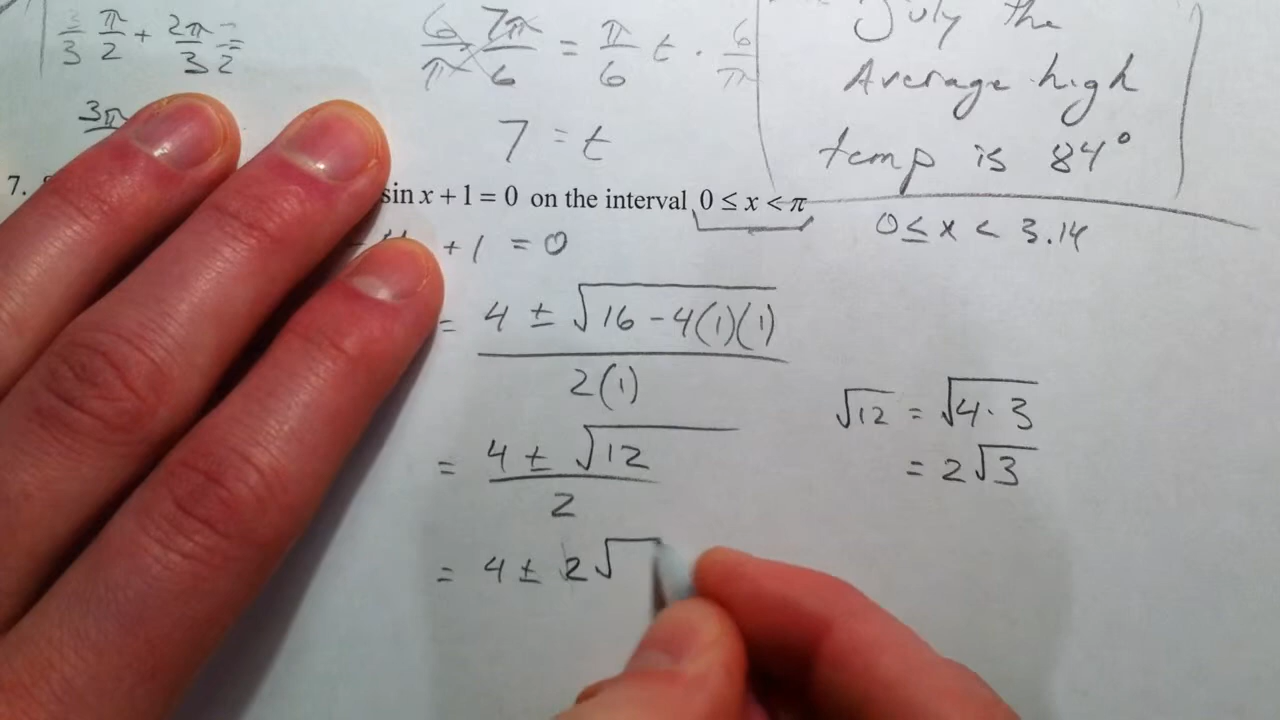 3/3 π/2 + 2π/3 2/2
6/π 7π/6 = π/6 t · 6/π
3π
7 = t
July the
Average high
temp is 84°
7. sin x + 1 = 0 on the interval 0 ≤ x < π
0 ≤ x < 3.14
+ 1 = 0
= 4 ± √16 - 4(1)(1)
2(1)
= 4 ± √12
2
= 4 ± 2√
√12 = √4 · 3
= 2√3